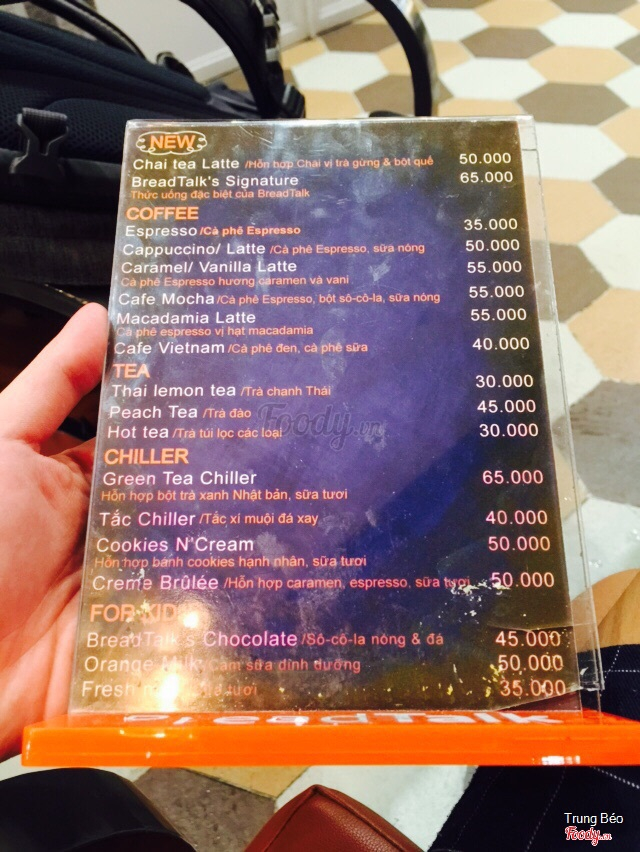 NEW
Chai tea Latte /Hỗn hợp Chai vị trà gừng & bột quế 50.000
BreadTalk's Signature 65.000
Thức uống đặc biệt của BreadTalk
COFFEE
Espresso /Cà phê Espresso 35.000
Cappuccino/ Latte /Cà phê Espresso, sữa nóng 50.000
Caramel/ Vanilla Latte 55.000
Cà phê Espresso hương caramen và vani
Cafe Mocha /Cà phê Espresso, bột sô-cô-la, sữa nóng 55.000
Macadamia Latte 55.000
Cà phê espresso vị hạt macadamia
Cafe Vietnam /Cà phê đen, cà phê sữa 40.000
TEA
Thai lemon tea /Trà chanh Thái 30.000
Peach Tea /Trà đào 45.000
Hot tea /Trà túi lọc các loại 30.000
Foody.vn
CHILLER
Green Tea Chiller 65.000
Hỗn hợp bột trà xanh Nhật bản, sữa tươi
Tắc Chiller /Tắc xí muội đá xay 40.000
Cookies N'Cream 50.000
Hỗn hợp bánh cookies hạnh nhân, sữa tươi
Creme Brûlée /Hỗn hợp caramen, espresso, sữa tươi 50.000
FOR KIDS
BreadTalk's Chocolate /Sô-cô-la nóng & đá 45.000
Orange Milk /Cam sữa dinh dưỡng 50.000
Fresh tươi 35.000
BreadTalk
Trung Béo
Foody.vn